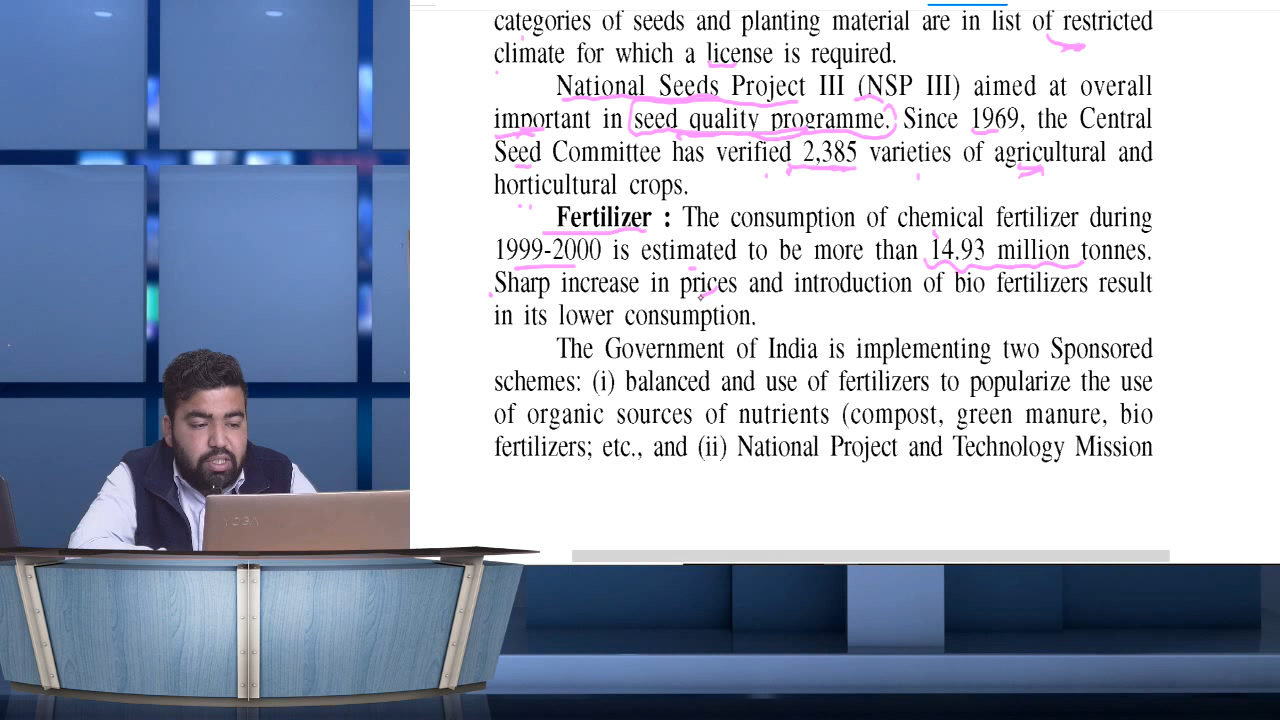 categories of seeds and planting material are in list of restricted
climate for which a license is required.
National Seeds Project III (NSP III) aimed at overall
important in seed quality programme. Since 1969, the Central
Seed Committee has verified 2,385 varieties of agricultural and
horticultural crops.
Fertilizer : The consumption of chemical fertilizer during
1999-2000 is estimated to be more than 14.93 million tonnes.
Sharp increase in prices and introduction of bio fertilizers result
in its lower consumption.
The Government of India is implementing two Sponsored
schemes: (i) balanced and use of fertilizers to popularize the use
of organic sources of nutrients (compost, green manure, bio
fertilizers; etc., and (ii) National Project and Technology Mission
YOGA